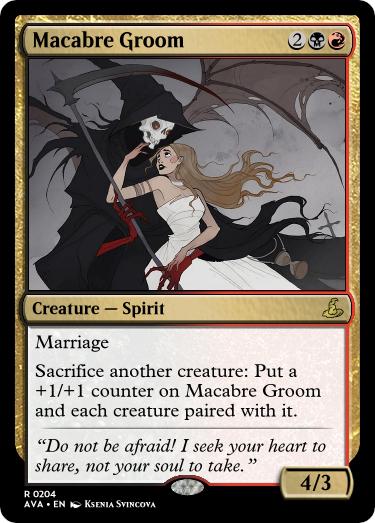 Macabre Groom 2
Creature — Spirit
Marriage
Sacrifice another creature: Put a
+1/+1 counter on Macabre Groom
and each creature paired with it.
“Do not be afraid! I seek your heart to
share, not your soul to take.”
4/3
R 0204
AVA • EN Ksenia Svincova